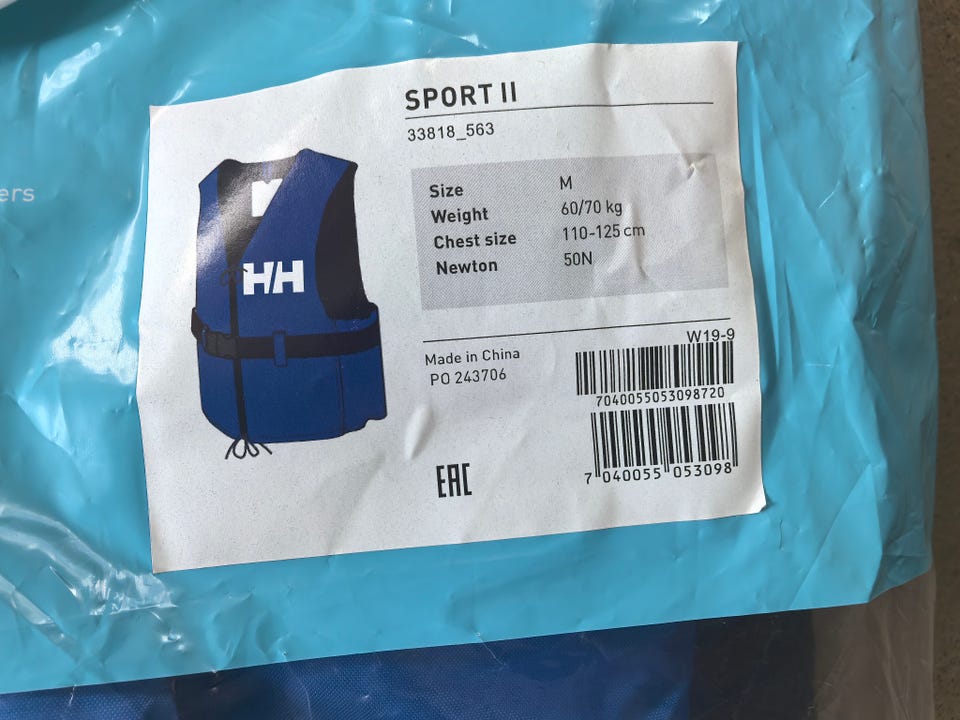 SPORT II
33818_563
ers
HH
Size M
Weight 60/70 kg
Chest size 110-125 cm
Newton 50N
W19-9
Made in China
PO 243706
7040055053098720
7 040055 053098
EAC